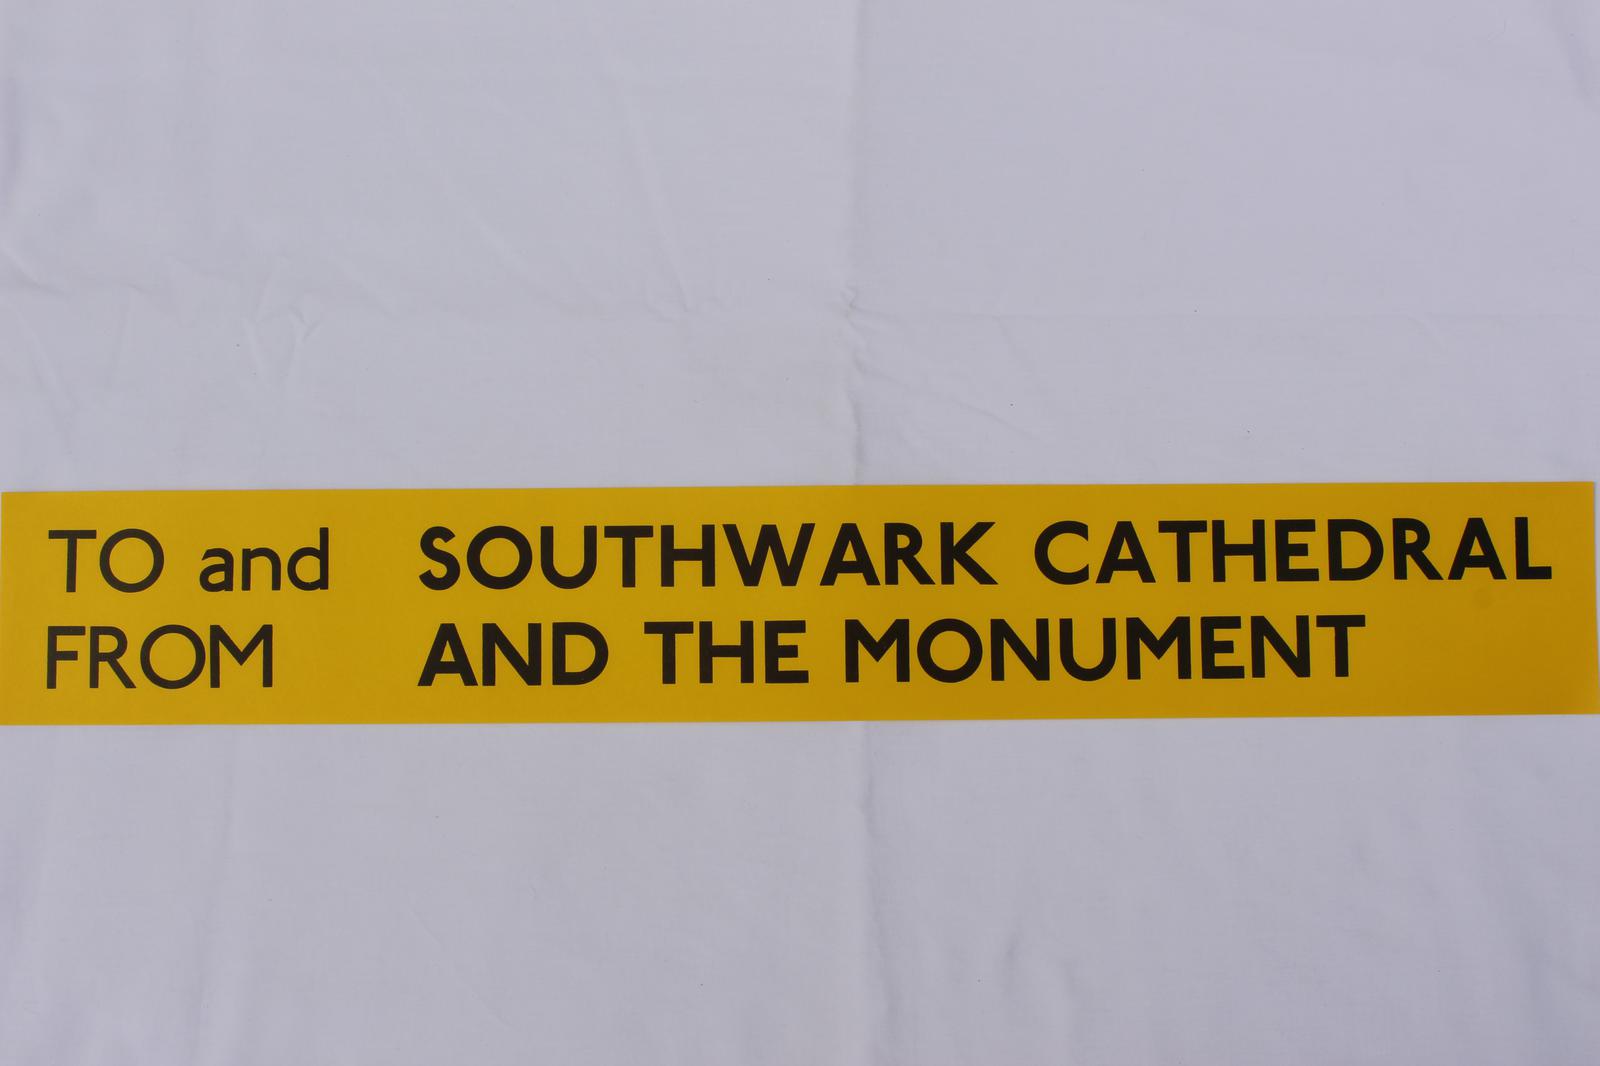 TO and SOUTHWARK CATHEDRAL
FROM AND THE MONUMENT